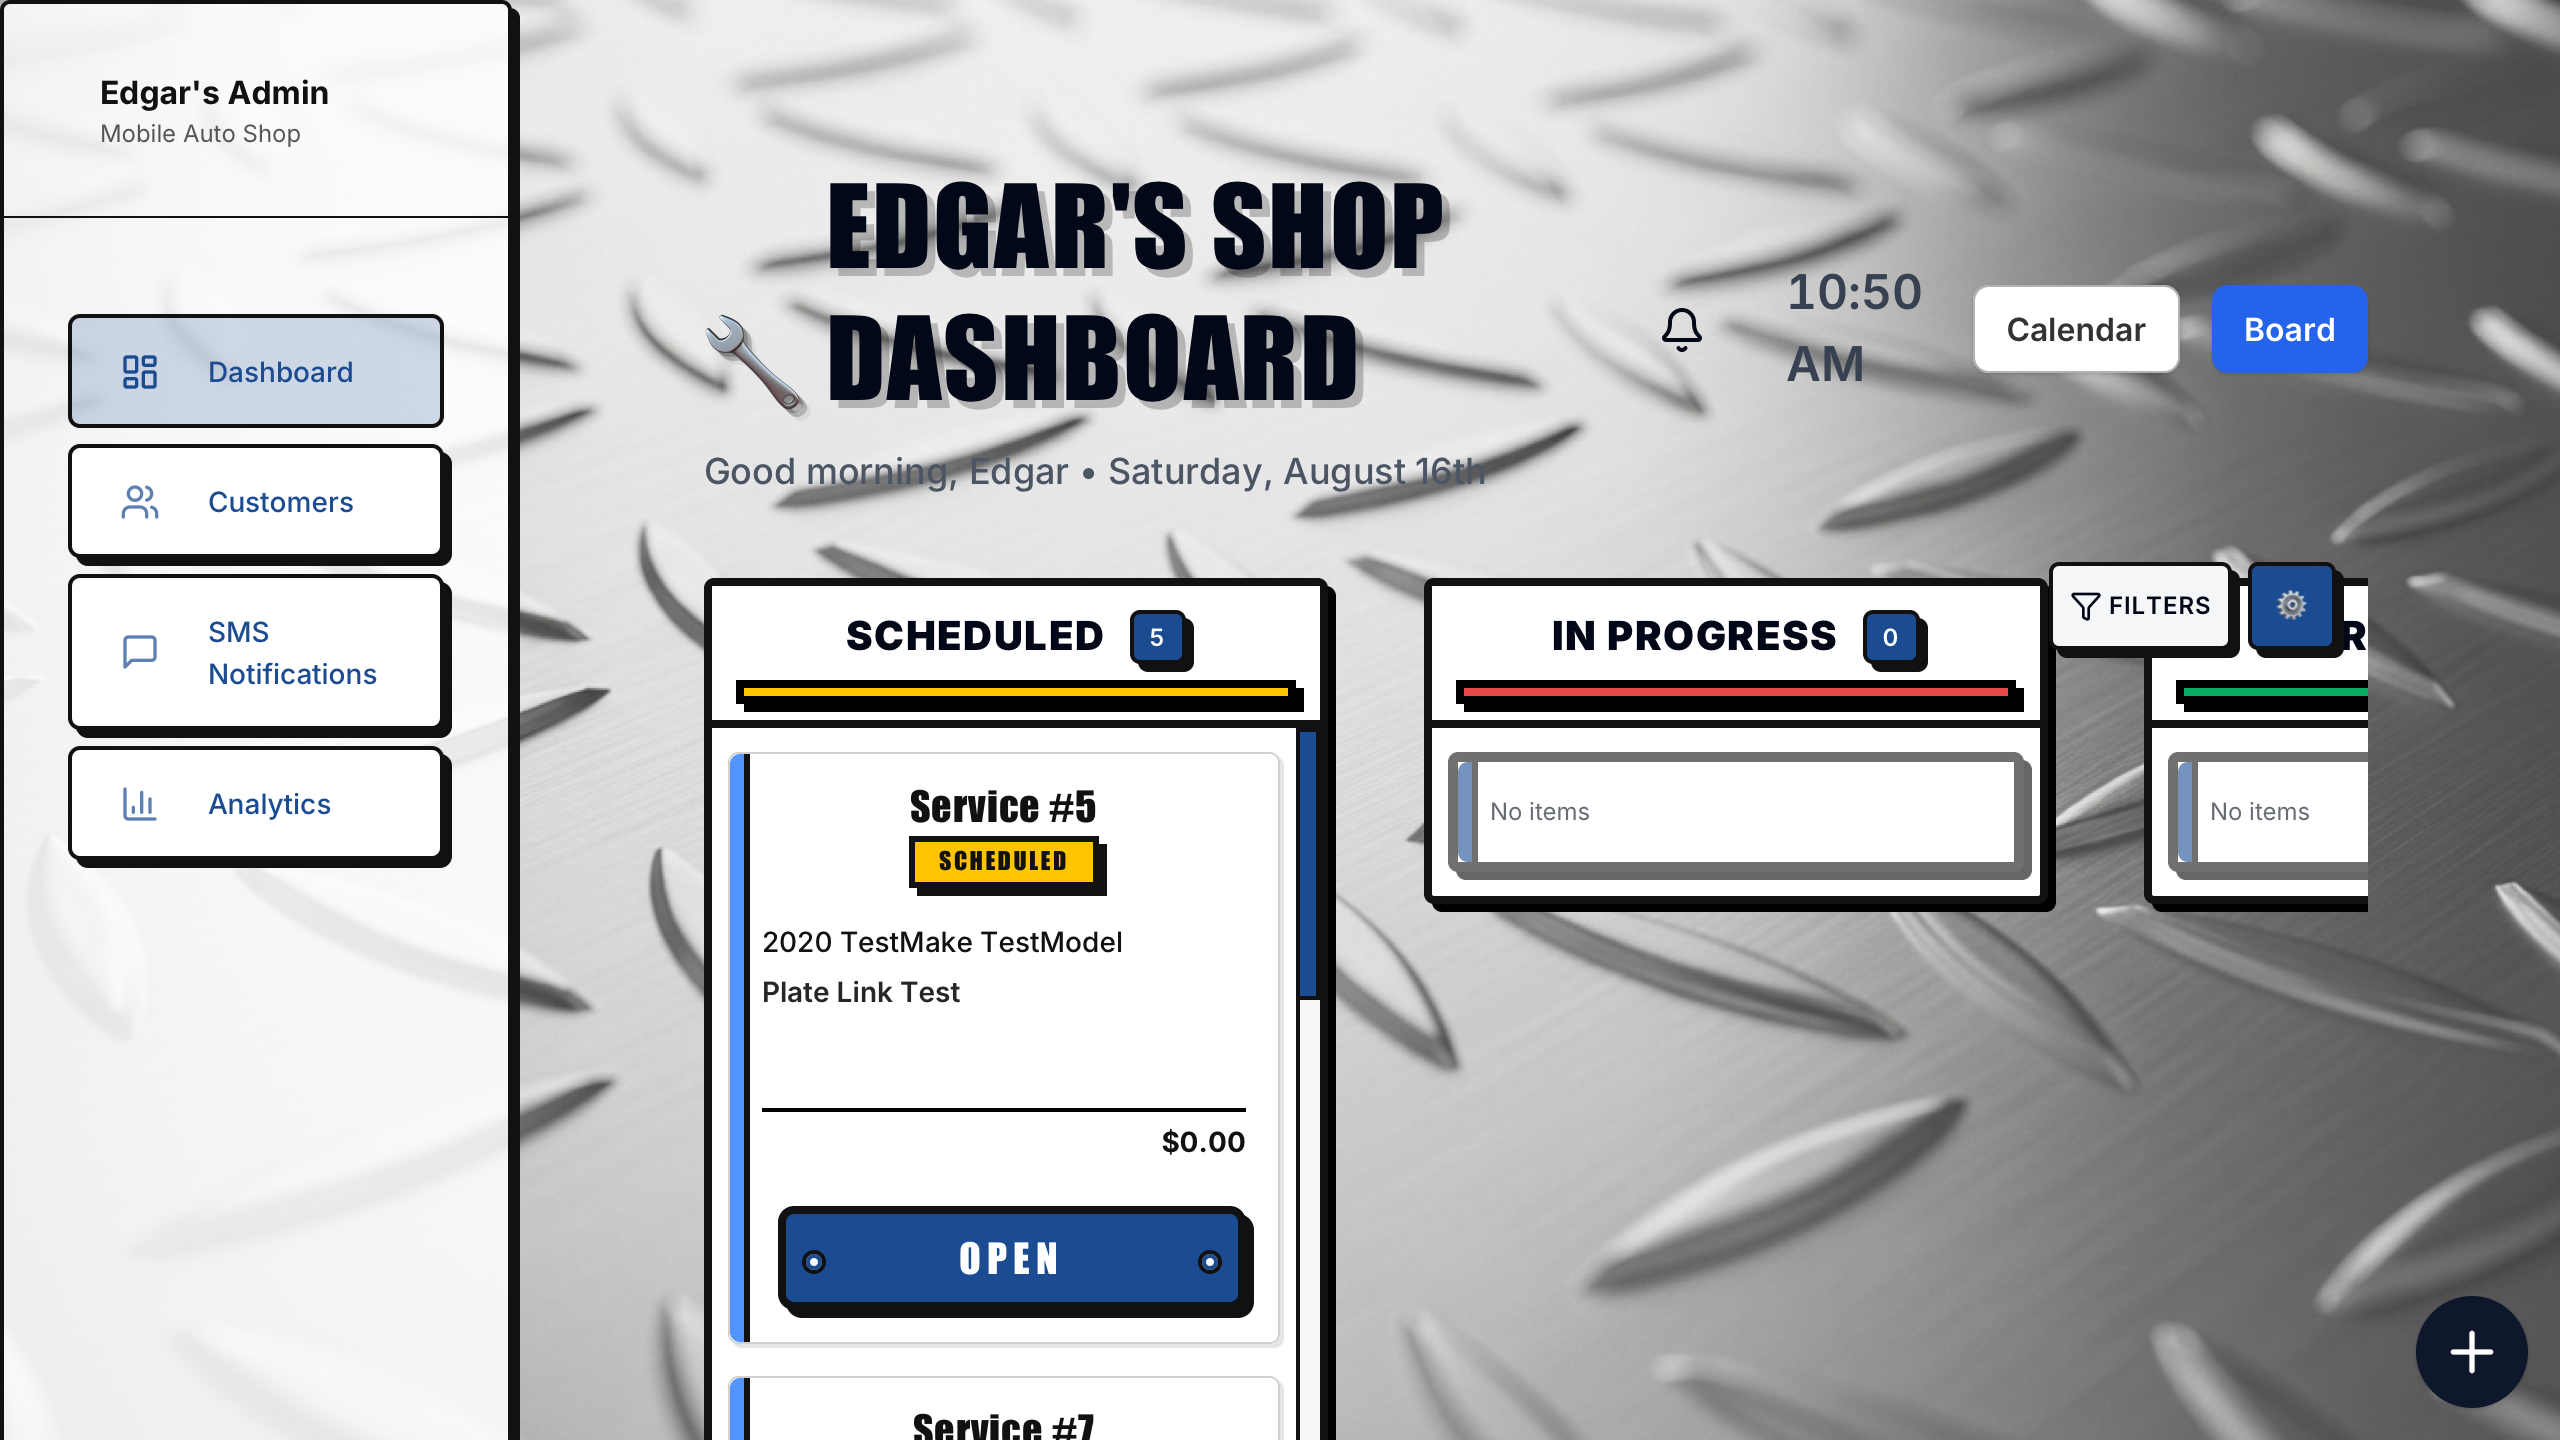 Edgar's Admin
Mobile Auto Shop
Dashboard
Customers
SMS
Notifications
Analytics
EDGAR'S SHOP
DASHBOARD
Good morning, Edgar • Saturday, August 16th
10:50
AM
Calendar
Board
FILTERS
SCHEDULED 5
Service #5
SCHEDULED
2020 TestMake TestModel
Plate Link Test
$0.00
OPEN
Service #7
IN PROGRESS 0
No items
R
No items